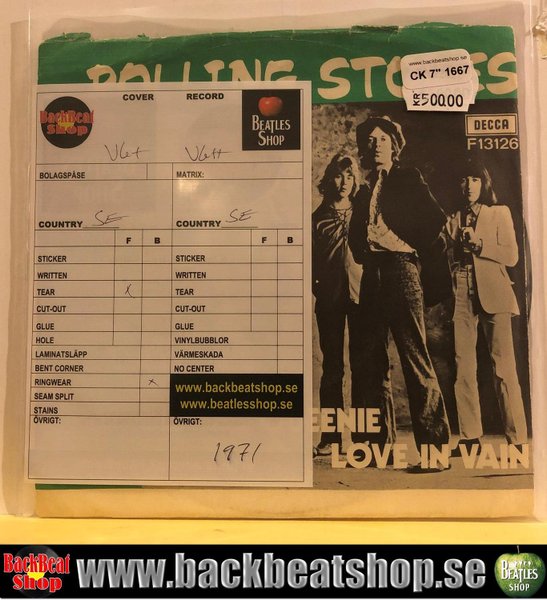 ROLLING STONES
www.backbeatshop.se
CK 7" 1667
KR 500.00
DECCA
F 13126
COVER
RECORD
BackBeat
Shop
BEATLES
SHOP
VG+
VG++
BOLAGSPÅSE
MATRIX:
COUNTRY SE
COUNTRY SE
F B
F B
STICKER
STICKER
WRITTEN
WRITTEN
TEAR X
TEAR
CUT-OUT
CUT-OUT
GLUE
GLUE
HOLE
VINYLBUBBLOR
LAMINATSLÄPP
VÄRMESKADA
BENT CORNER
NO CENTER
RINGWEAR x
SEAM SPLIT
STAINS
www.backbeatshop.se
www.beatlesshop.se
ÖVRIGT:
ÖVRIGT:
1971
EENIE
LOVE IN VAIN
BackBeat
Shop
www.backbeatshop.se
BEATLES
SHOP